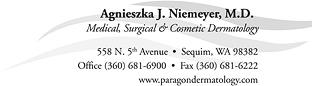 Agnieszka J. Niemeyer, M.D.
Medical, Surgical & Cosmetic Dermatology
558 N. 5th Avenue • Sequim, WA 98382
Office (360) 681-6900 • Fax (360) 681-6222
www.paragondermatology.com